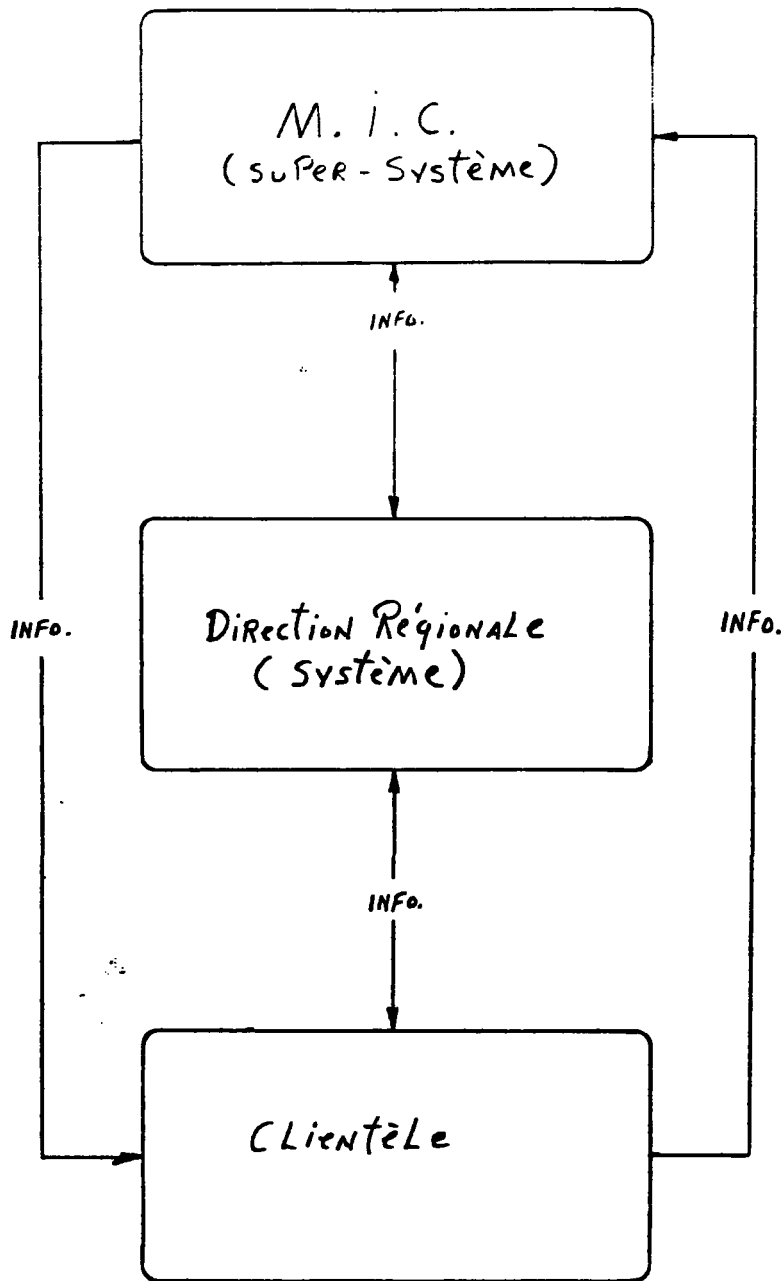 M. I. C.
(SUPER-Système)
INFO.
INFO.
INFO.
Direction Régionale
(Système)
INFO.
Clientèle